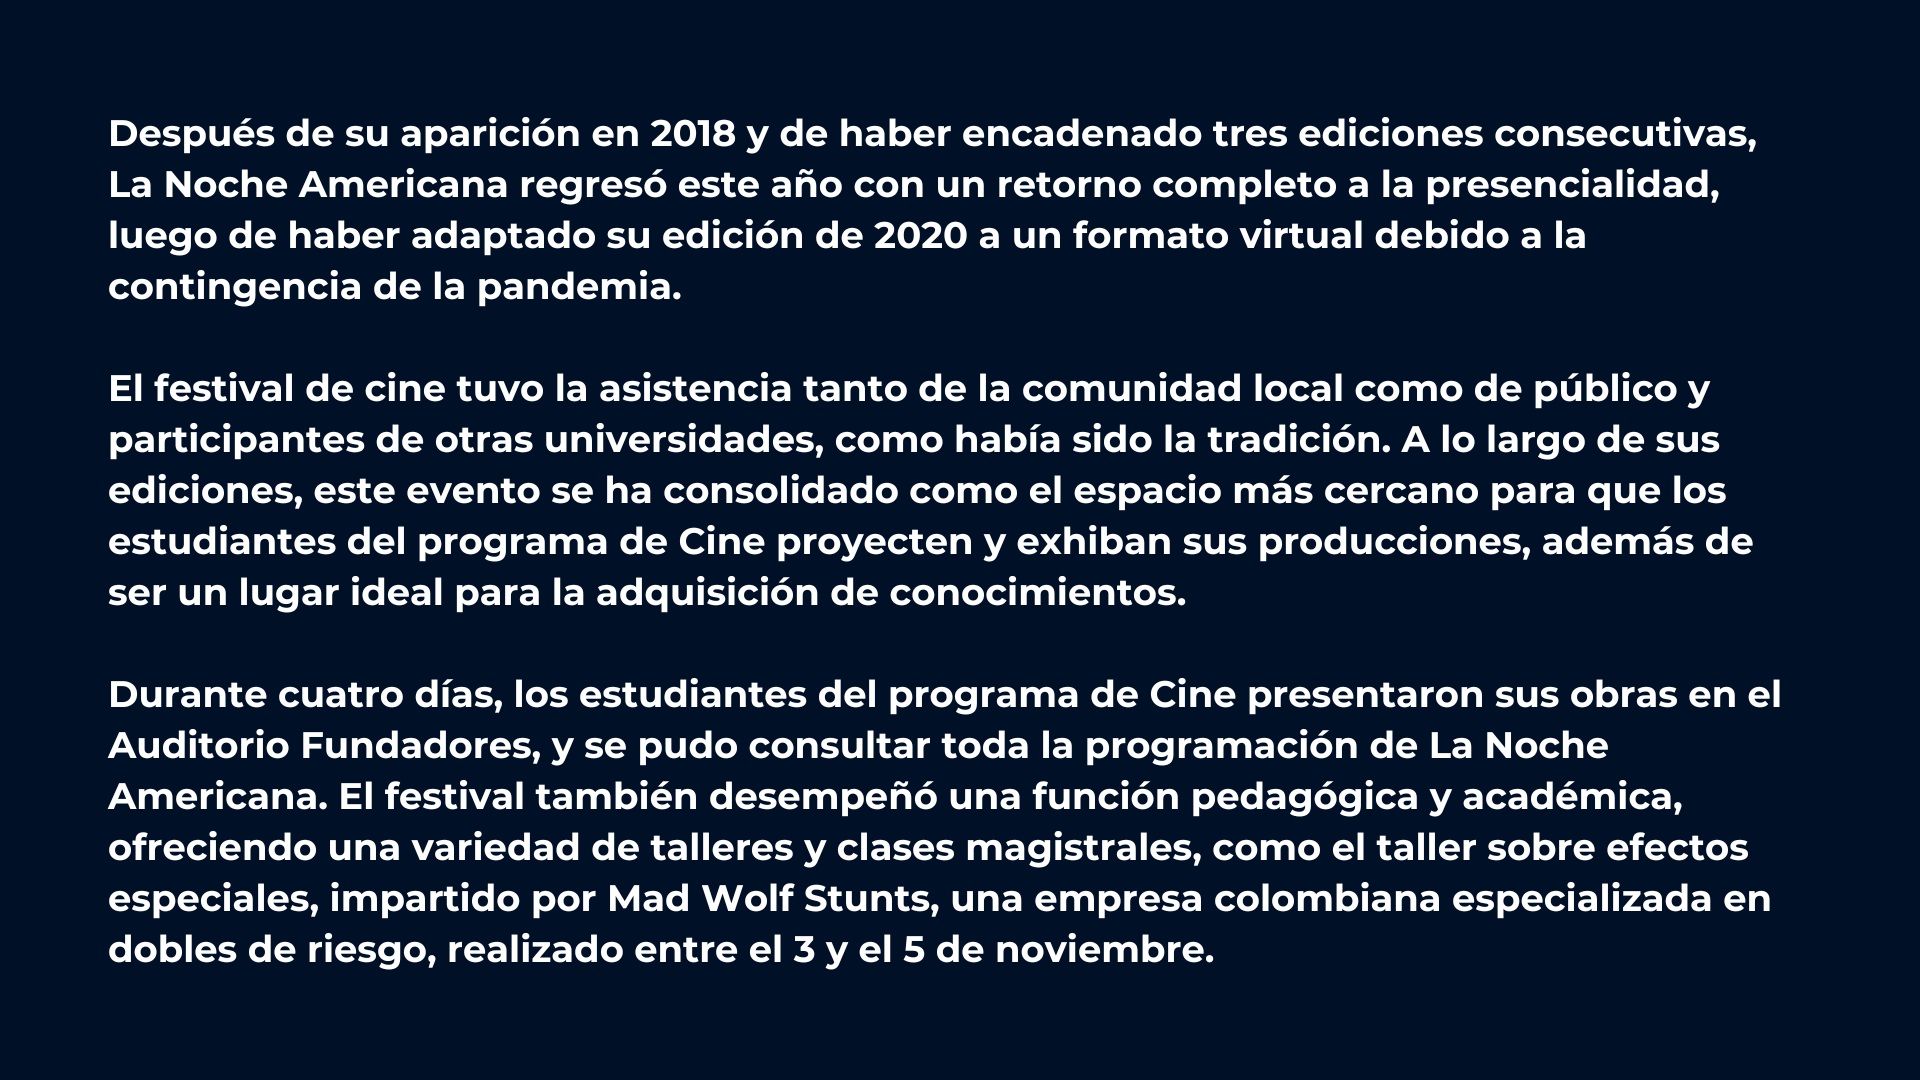 Después de su aparición en 2018 y de haber encadenado tres ediciones consecutivas,
La Noche Americana regresó este año con un retorno completo a la presencialidad,
luego de haber adaptado su edición de 2020 a un formato virtual debido a la
contingencia de la pandemia.
El festival de cine tuvo la asistencia tanto de la comunidad local como de público y
participantes de otras universidades, como había sido la tradición. A lo largo de sus
ediciones, este evento se ha consolidado como el espacio más cercano para que los
estudiantes del programa de Cine proyecten y exhiban sus producciones, además de
ser un lugar ideal para la adquisición de conocimientos.
Durante cuatro días, los estudiantes del programa de Cine presentaron sus obras en el
Auditorio Fundadores, y se pudo consultar toda la programación de La Noche
Americana. El festival también desempeñó una función pedagógica y académica,
ofreciendo una variedad de talleres y clases magistrales, como el taller sobre efectos
especiales, impartido por Mad Wolf Stunts, una empresa colombiana especializada en
dobles de riesgo, realizado entre el 3 y el 5 de noviembre.